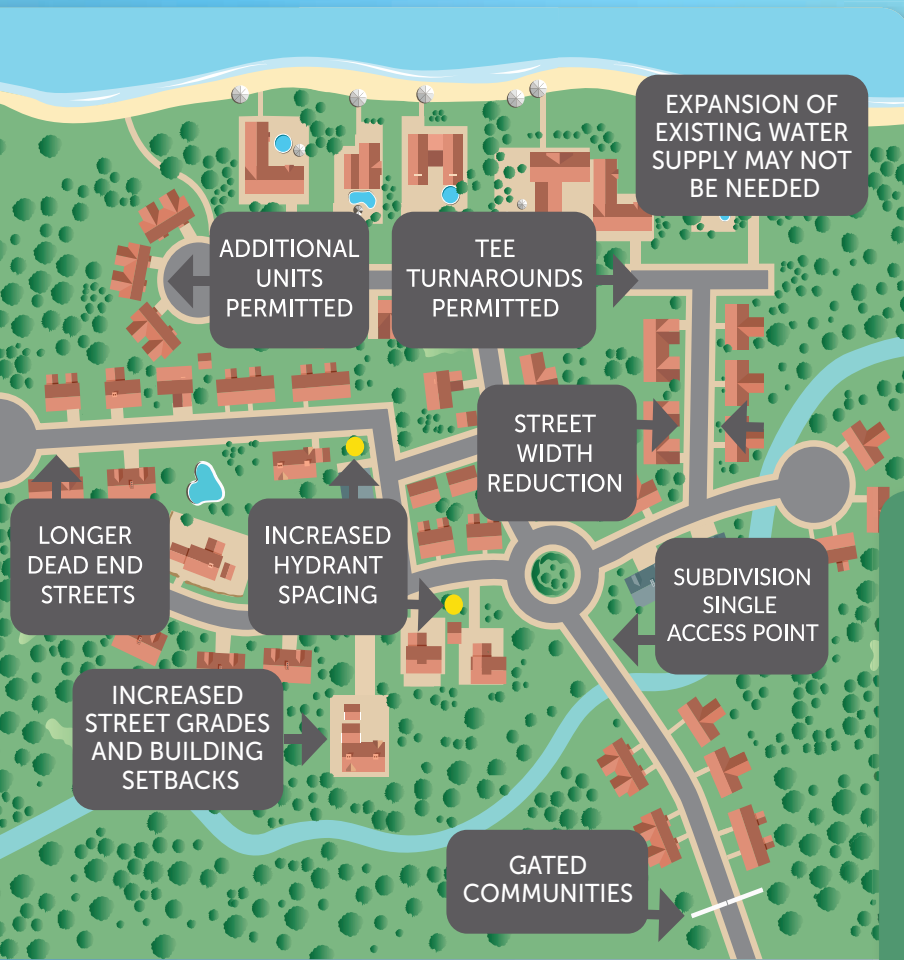 EXPANSION OF
EXISTING WATER
SUPPLY MAY NOT
BE NEEDED
ADDITIONAL
UNITS
PERMITTED
TEE
TURNAROUNDS
PERMITTED
STREET
WIDTH
REDUCTION
LONGER
DEAD END
STREETS
INCREASED
HYDRANT
SPACING
SUBDIVISION
SINGLE
ACCESS POINT
INCREASED
STREET GRADES
AND BUILDING
SETBACKS
GATED
COMMUNITIES